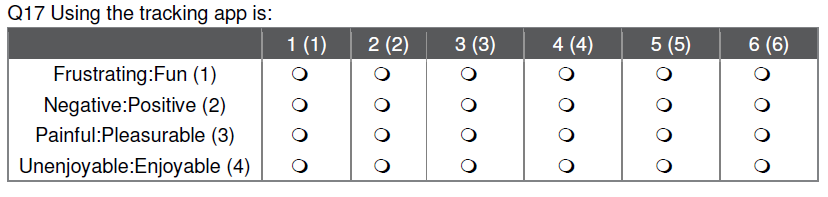 Q17 Using the tracking app is:
1 (1) 2 (2) 3 (3) 4 (4) 5 (5) 6 (6)
Frustrating:Fun (1)
Negative:Positive (2)
Painful:Pleasurable (3)
Unenjoyable:Enjoyable (4)